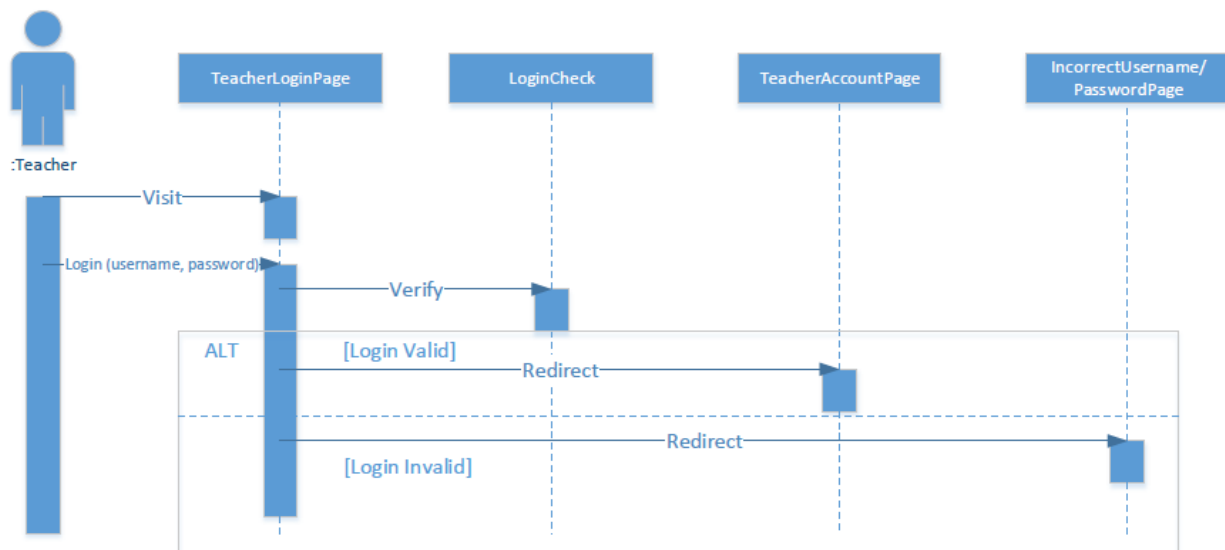 TeacherLoginPage
LoginCheck
TeacherAccountPage
IncorrectUsername/
PasswordPage
:Teacher
Visit
Login (username, password)
Verify
ALT
[Login Valid]
Redirect
Redirect
[Login Invalid]